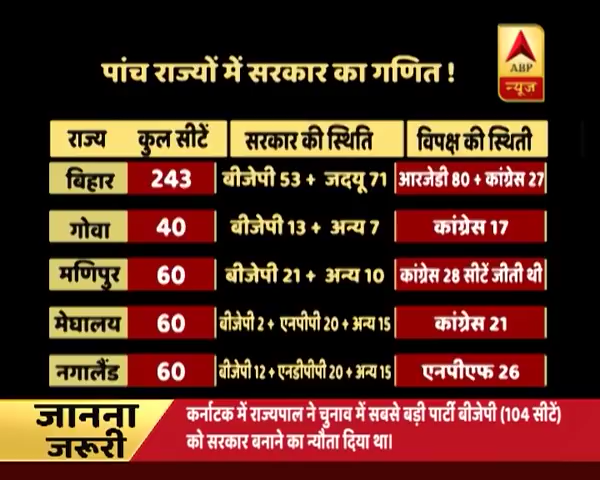 पांच राज्यों में सरकार का गणित !
ABP
न्यूज़
राज्य कुल सीटें सरकार की स्थिति विपक्ष की स्थिती
बिहार 243 बीजेपी 53 + जदयू 71 आरजेडी 80 + कांग्रेस 27
गोवा 40 बीजेपी 13 + अन्य 7 कांग्रेस 17
मणिपुर 60 बीजेपी 21 + अन्य 10 कांग्रेस 28 सीटें जीती थी
मेघालय 60 बीजेपी 2 + एनपीपी 20 + अन्य 15 कांग्रेस 21
नगालैंड 60 बीजेपी 12 + एनडीपीपी 20 + अन्य 15 एनपीएफ 26
जानना
जरूरी
कर्नाटक में राज्यपाल ने चुनाव में सबसे बड़ी पार्टी बीजेपी (104 सीटें)
को सरकार बनाने का न्यौता दिया था।